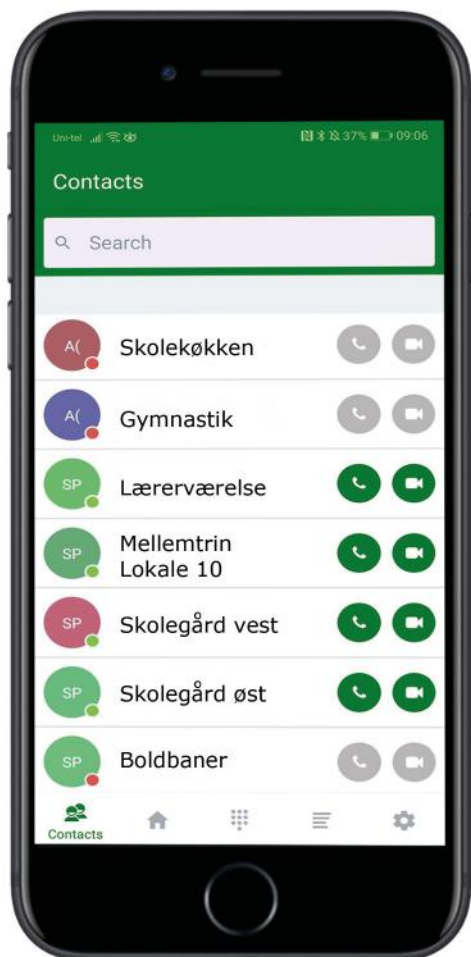 Uni-tel 37% 09:06
Contacts
Search
A( Skolekøkken
A( Gymnastik
SP Lærerværelse
SP Mellemtrin
Lokale 10
SP Skolegård vest
SP Skolegård øst
SP Boldbaner
Contacts